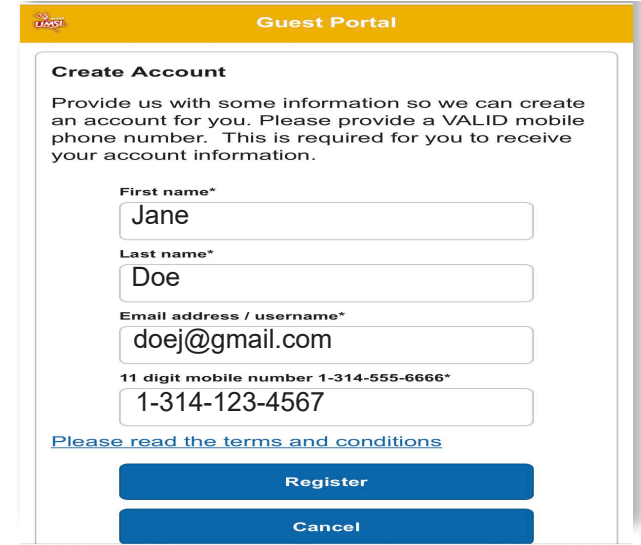 UMSL
Guest Portal
Create Account
Provide us with some information so we can create
an account for you. Please provide a VALID mobile
phone number. This is required for you to receive
your account information.
First name*
Jane
Last name*
Doe
Email address / username*
doej@gmail.com
11 digit mobile number 1-314-555-6666*
1-314-123-4567
Please read the terms and conditions
Register
Cancel